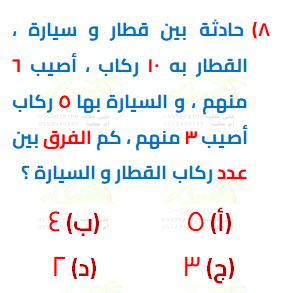 ٨) حادثة بين قطار و سيارة ،
القطار به ١٠ ركاب ، أصيب ٦
منهم ، و السيارة بها ٥ ركاب
أصيب ٣ منهم ، كم الفرق بين
عدد ركاب القطار و السيارة ؟
(أ) ٥ (ب) ٤
(ج) ٣ (د) ٢